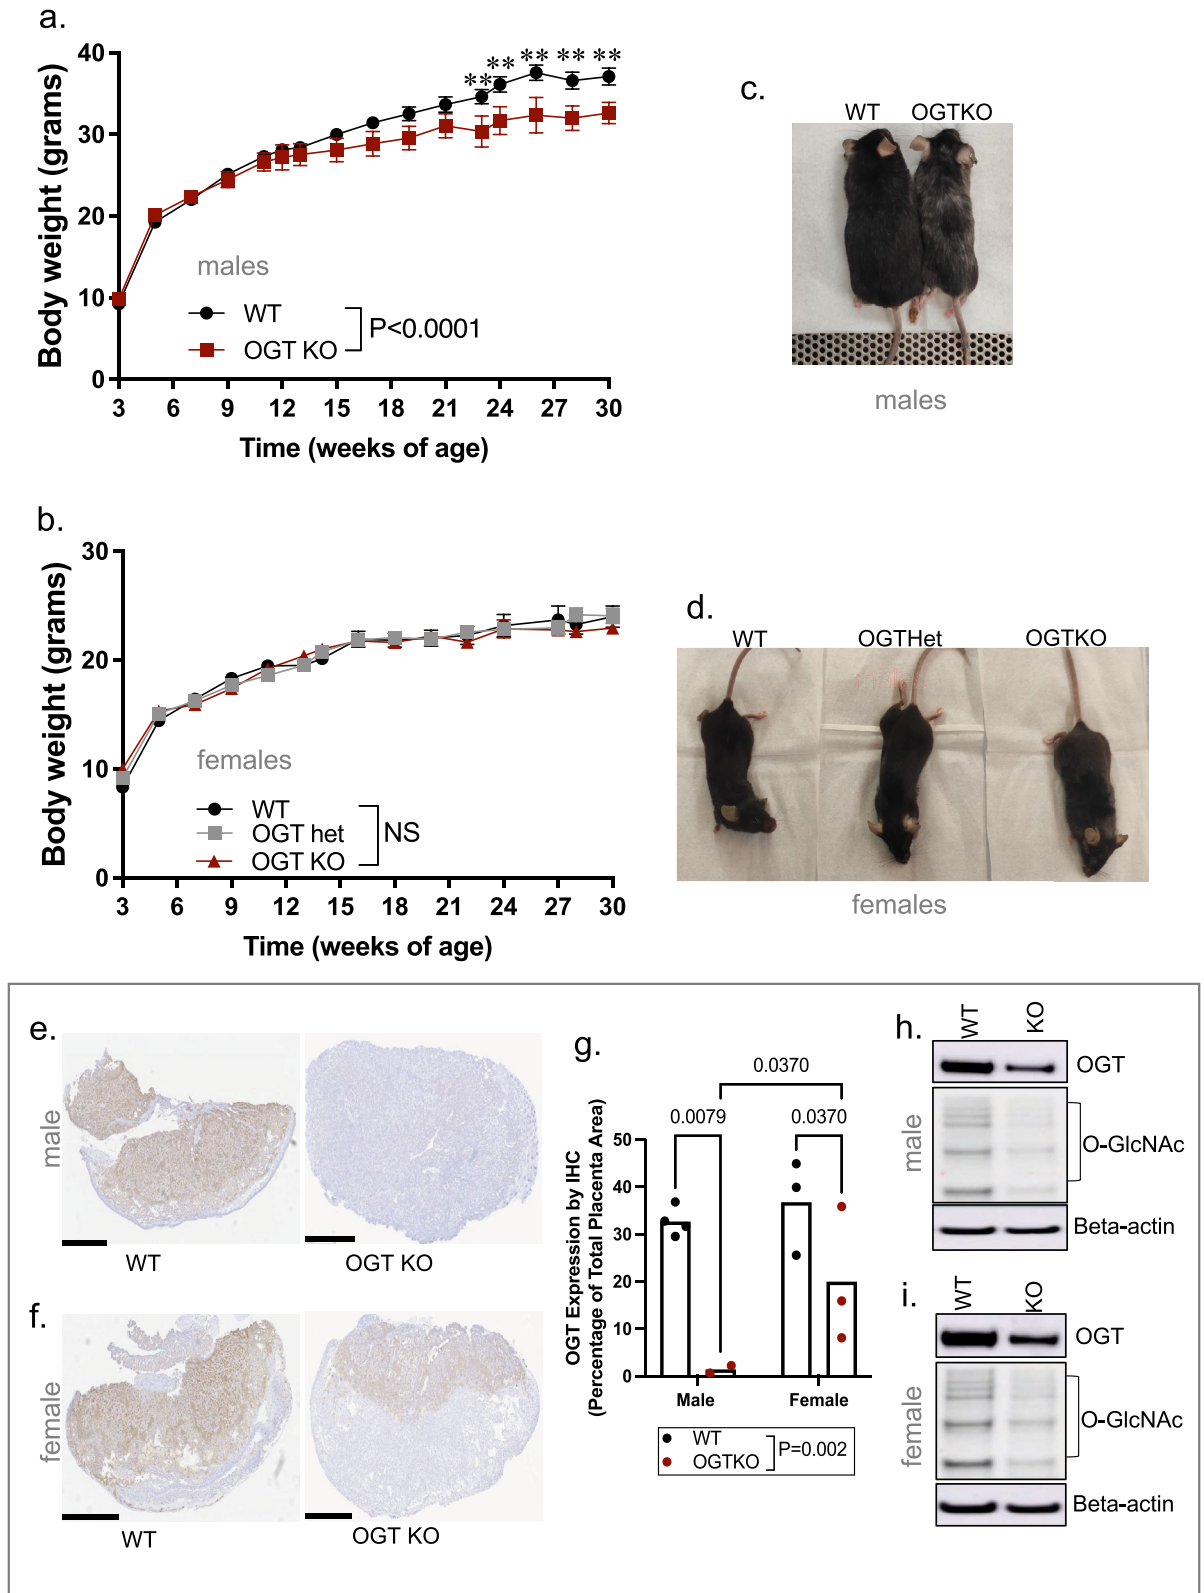 a.
Body weight (grams)
40
30
20
10
0
** ** ** ** **
males
WT
OGT KO
P<0.0001
3 6 9 12 15 18 21 24 27 30
Time (weeks of age)
c.
WT OGTKO
males
b.
Body weight (grams)
30
20
10
0
females
WT
OGT het
OGT KO
NS
3 6 9 12 15 18 21 24 27 30
Time (weeks of age)
d.
WT OGTHet OGTKO
females
e.
male
WT OGT KO
f.
female
WT OGT KO
g.
OGT Expression by IHC
(Percentage of Total Placenta Area)
0.0370
0.0079 0.0370
50
40
30
20
10
0
Male Female
WT
OGTKO
P=0.002
h.
WT KO
male
OGT
O-GlcNAc
Beta-actin
i.
WT KO
female
OGT
O-GlcNAc
Beta-actin